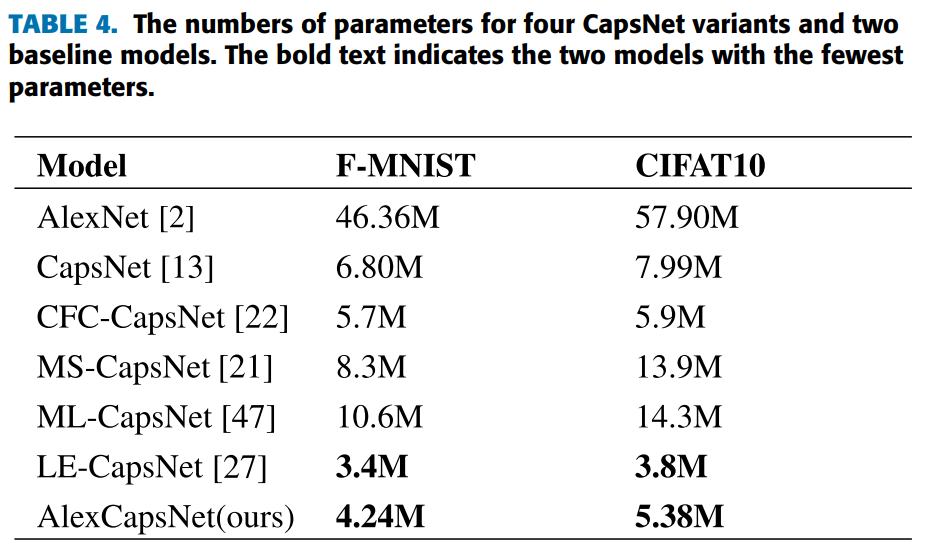 TABLE 4. The numbers of parameters for four CapsNet variants and two
baseline models. The bold text indicates the two models with the fewest
parameters.
Model F-MNIST CIFAT10
AlexNet [2] 46.36M 57.90M
CapsNet [13] 6.80M 7.99M
CFC-CapsNet [22] 5.7M 5.9M
MS-CapsNet [21] 8.3M 13.9M
ML-CapsNet [47] 10.6M 14.3M
LE-CapsNet [27] 3.4M 3.8M
AlexCapsNet(ours) 4.24M 5.38M